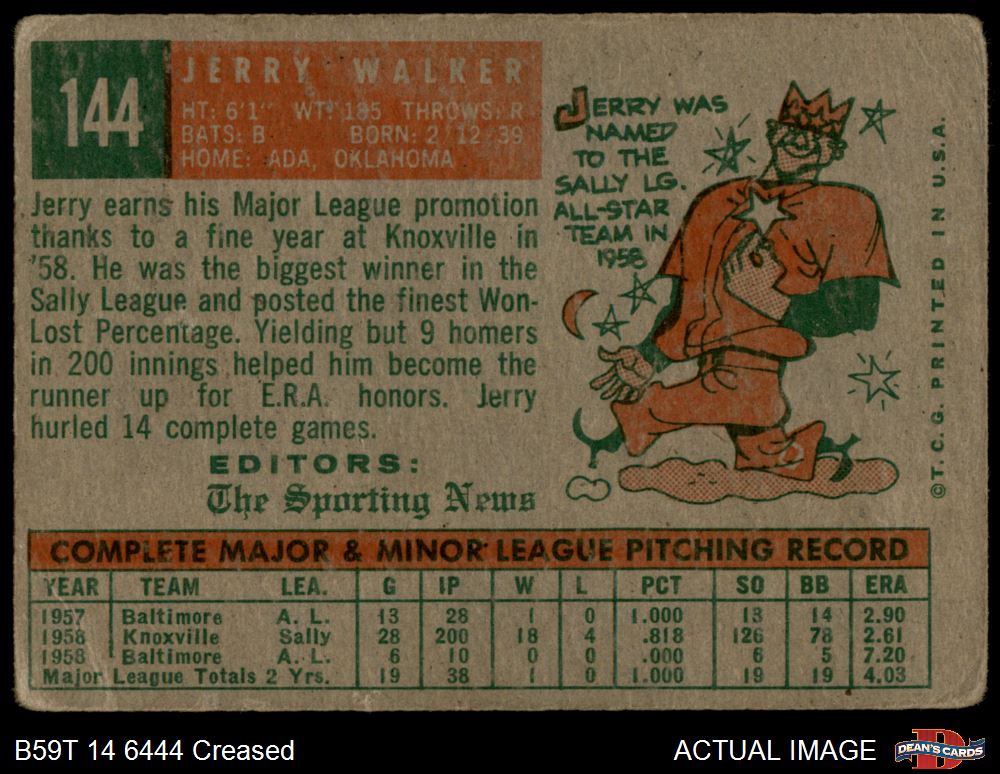 144
JERRY WALKER
HT: 6'1" WT: 185 THROWS: R
BATS: B BORN: 2/12/39
HOME: ADA, OKLAHOMA
Jerry earns his Major League promotion
thanks to a fine year at Knoxville in
'58. He was the biggest winner in the
Sally League and posted the finest Won-
Lost Percentage. Yielding but 9 homers
in 200 innings helped him become the
runner up for E.R.A. honors. Jerry
hurled 14 complete games.
EDITORS:
The Sporting News
JERRY WAS
NAMED
TO THE
SALLY LG.
ALL-STAR
TEAM IN
1958
©T. C. G. PRINTED IN U.S.A.
COMPLETE MAJOR & MINOR LEAGUE PITCHING RECORD
YEAR TEAM LEA. G IP W L PCT SO BB ERA
1957 Baltimore A. L. 13 28 1 0 1.000 13 14 2.90
1958 Knoxville Sally 28 200 18 4 .818 126 78 2.61
1958 Baltimore A. L. 6 10 0 0 .000 6 5 7.20
Major League Totals 2 Yrs. 19 38 1 0 1.000 19 19 4.03
B59T 14 6444 Creased
ACTUAL IMAGE
D
DEAN'S CARDS